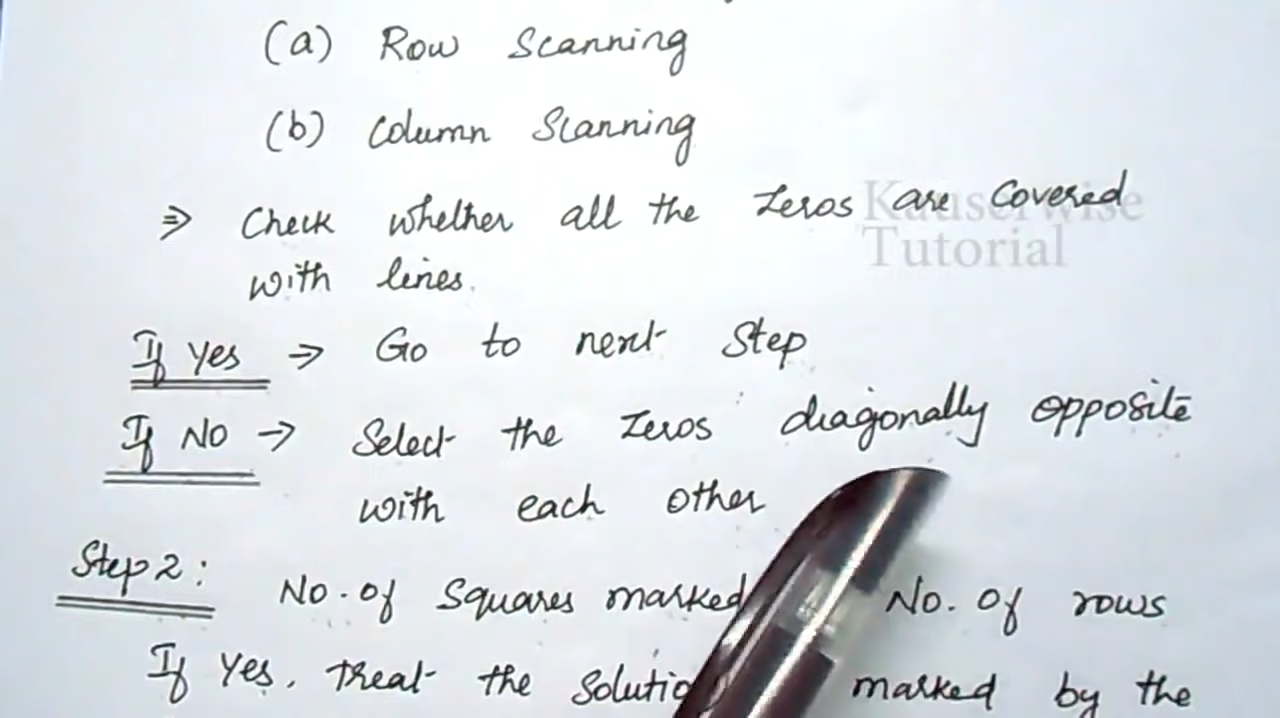 (a) Row Scanning
(b) Column Scanning
⇒ Check whether all the zeros are covered
with lines.
Kauserwise
Tutorial
If Yes → Go to next Step
If No → Select the zeros diagonally opposite
with each other
Step 2: No. of Squares marked No. of rows
If Yes, treat the marked by the